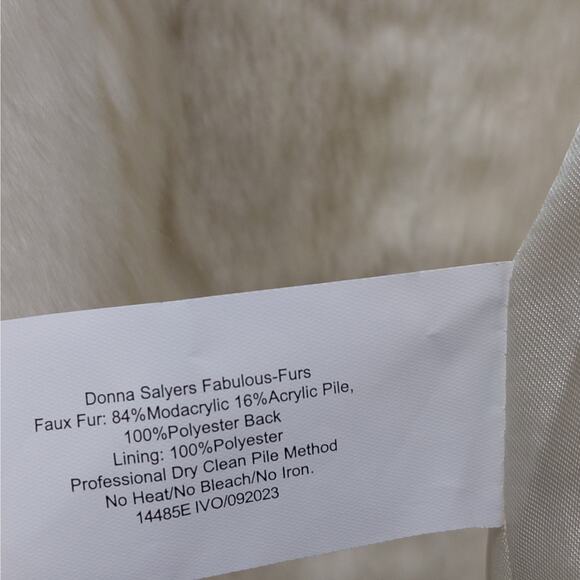 Donna Salyers Fabulous-Furs
Faux Fur: 84%Modacrylic 16%Acrylic Pile,
100%Polyester Back
Lining: 100%Polyester
Professional Dry Clean Pile Method
No Heat/No Bleach/No Iron.
14485E IVO/092023